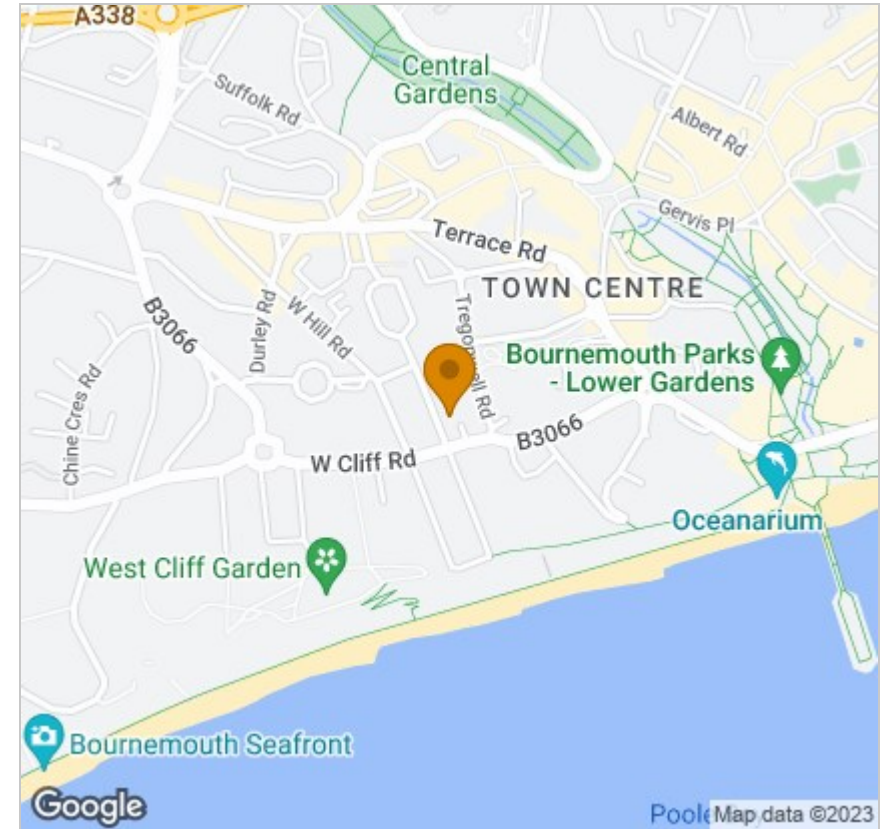 A338
Central
Gardens
Suffolk Rd
Albert Rd
Gervis Pl
Terrace Rd
TOWN CENTRE
B3066
Durley Rd
W Hill Rd
Tregonwell Rd
Bournemouth Parks
- Lower Gardens
Chine Cres Rd
B3066
W Cliff Rd
Oceanarium
West Cliff Garden
Bournemouth Seafront
Google
Poole
Map data ©2023